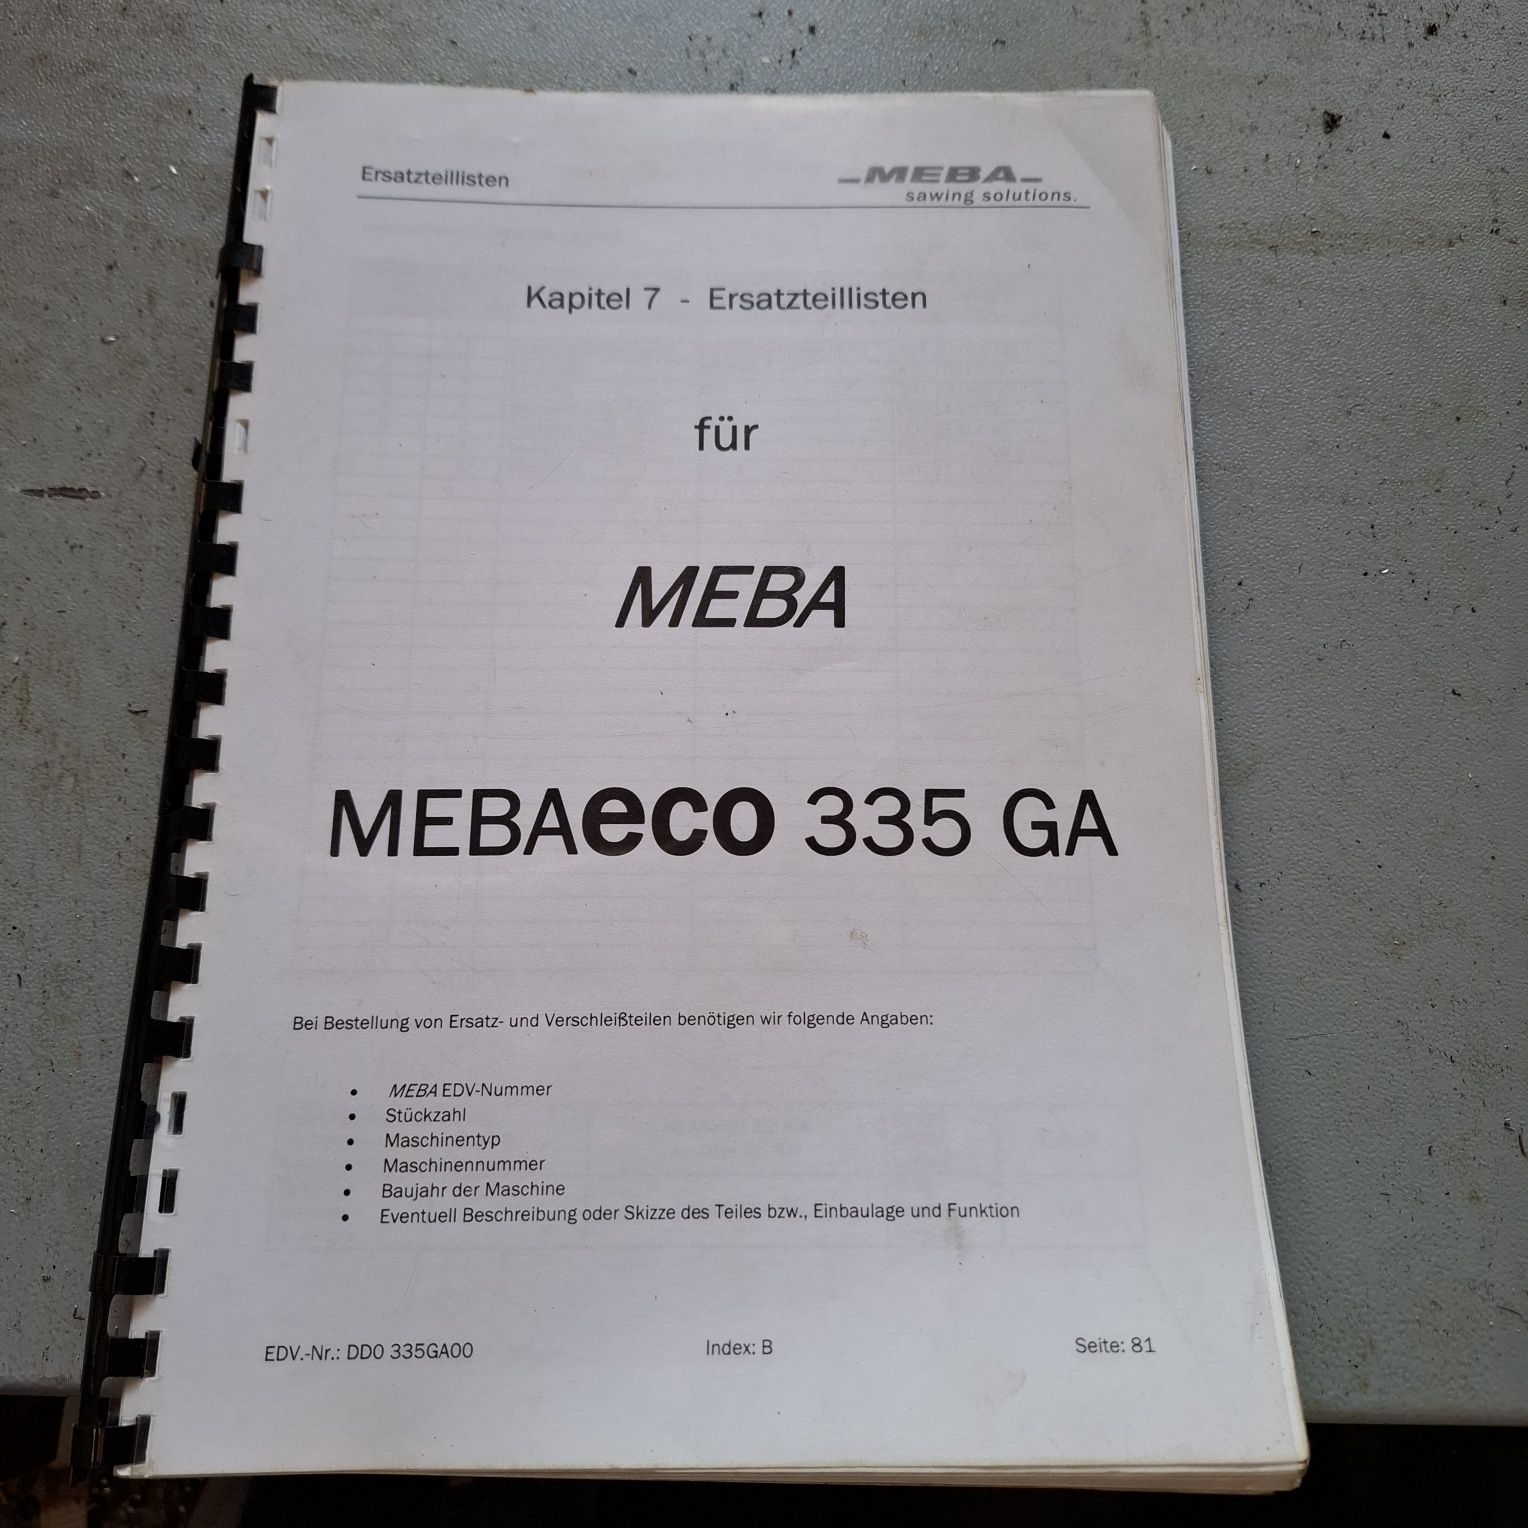 Ersatzteillisten
MEBA
sawing solutions.
Kapitel 7 - Ersatzteillisten
für
MEBA
MEBAeco 335 GA
Bei Bestellung von Ersatz- und Verschleißteilen benötigen wir folgende Angaben:
• MEBA EDV-Nummer
• Stückzahl
• Maschinentyp
• Maschinennummer
• Baujahr der Maschine
• Eventuell Beschreibung oder Skizze des Teiles bzw., Einbaulage und Funktion
EDV.-Nr.: DD0 335GA00 Index: B Seite: 81